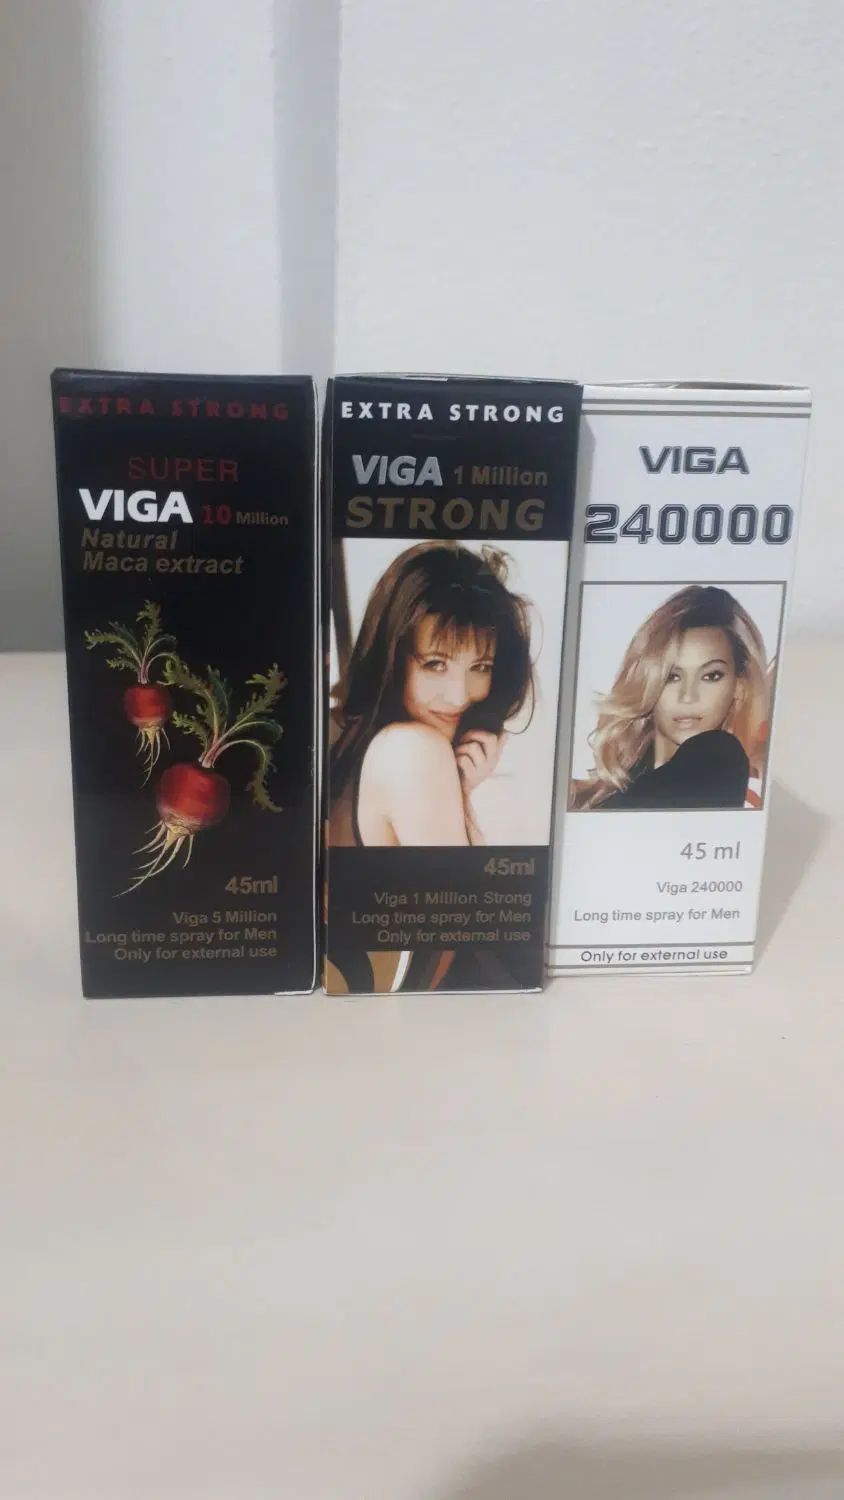 EXTRA STRONG
SUPER
VIGA 10 Million
Natural
Maca extract
45ml
Viga 5 Million
Long time spray for Men
Only for external use
EXTRA STRONG
VIGA 1 Million
STRONG
45ml
Viga 1 Million Strong
Long time spray for Men
Only for external use
VIGA
240000
45 ml
Viga 240000
Long time spray for Men
Only for external use